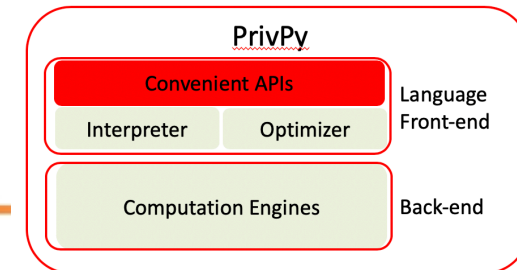 PrivPy
Convenient APIs
Interpreter
Optimizer
Language
Front-end
Computation Engines
Back-end